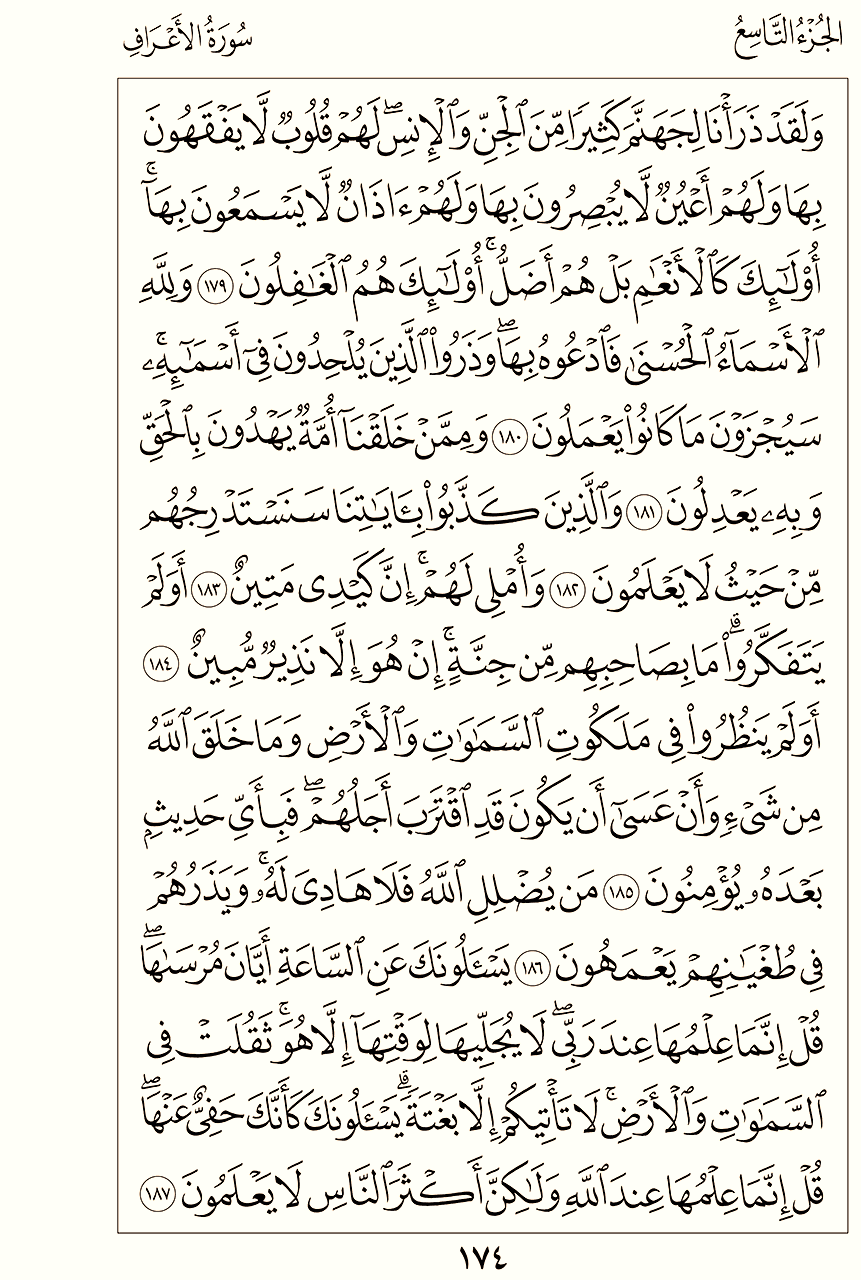 الجُزْءُ التَّاسِعُ
سُورَةُ الأَعْرَافِ
وَلَقَدْ ذَرَأْنَا لِجَهَنَّمَ كَثِيرًا مِّنَ ٱلْجِنِّ وَٱلْإِنسِ ۖ لَهُمْ قُلُوبٌ لَّا يَفْقَهُونَ
بِهَا وَلَهُمْ أَعْيُنٌ لَّا يُبْصِرُونَ بِهَا وَلَهُمْ ءَاذَانٌ لَّا يَسْمَعُونَ بِهَآ ۚ
أُو۟لَـٰٓئِكَ كَٱلْأَنْعَـٰمِ بَلْ هُمْ أَضَلُّ ۚ أُو۟لَـٰٓئِكَ هُمُ ٱلْغَـٰفِلُونَ ١٧٩ وَلِلَّهِ
ٱلْأَسْمَآءُ ٱلْحُسْنَىٰ فَٱدْعُوهُ بِهَا ۖ وَذَرُوا۟ ٱلَّذِينَ يُلْحِدُونَ فِىٓ أَسْمَـٰٓئِهِۦ ۚ
سَيُجْزَوْنَ مَا كَانُوا۟ يَعْمَلُونَ ١٨٠ وَمِمَّنْ خَلَقْنَآ أُمَّةٌ يَهْدُونَ بِٱلْحَقِّ
وَبِهِۦ يَعْدِلُونَ ١٨١ وَٱلَّذِينَ كَذَّبُوا۟ بِـَٔايَـٰتِنَا سَنَسْتَدْرِجُهُم
مِّنْ حَيْثُ لَا يَعْلَمُونَ ١٨٢ وَأُمْلِى لَهُمْ ۚ إِنَّ كَيْدِى مَتِينٌ ١٨٣ أَوَلَمْ
يَتَفَكَّرُوا۟ ۗ مَا بِصَاحِبِهِم مِّن جِنَّةٍ ۚ إِنْ هُوَ إِلَّا نَذِيرٌ مُّبِينٌ ١٨٤
أَوَلَمْ يَنظُرُوا۟ فِى مَلَكُوتِ ٱلسَّمَـٰوَٰتِ وَٱلْأَرْضِ وَمَا خَلَقَ ٱللَّهُ
مِن شَىْءٍ وَأَنْ عَسَىٰٓ أَن يَكُونَ قَدِ ٱقْتَرَبَ أَجَلُهُمْ ۖ فَبِأَىِّ حَدِيثٍۭ
بَعْدَهُۥ يُؤْمِنُونَ ١٨٥ مَن يُضْلِلِ ٱللَّهُ فَلَا هَادِىَ لَهُۥ ۚ وَيَذَرُهُمْ
فِى طُغْيَـٰنِهِمْ يَعْمَهُونَ ١٨٦ يَسْـَٔلُونَكَ عَنِ ٱلسَّاعَةِ أَيَّانَ مُرْسَىٰهَا ۖ
قُلْ إِنَّمَا عِلْمُهَا عِندَ رَبِّى ۖ لَا يُجَلِّيهَا لِوَقْتِهَآ إِلَّا هُوَ ۚ ثَقُلَتْ فِى
ٱلسَّمَـٰوَٰتِ وَٱلْأَرْضِ ۚ لَا تَأْتِيكُمْ إِلَّا بَغْتَةً ۗ يَسْـَٔلُونَكَ كَأَنَّكَ حَفِىٌّ عَنْهَا ۖ
قُلْ إِنَّمَا عِلْمُهَا عِندَ ٱللَّهِ وَلَـٰكِنَّ أَكْثَرَ ٱلنَّاسِ لَا يَعْلَمُونَ ١٨٧
١٧٤